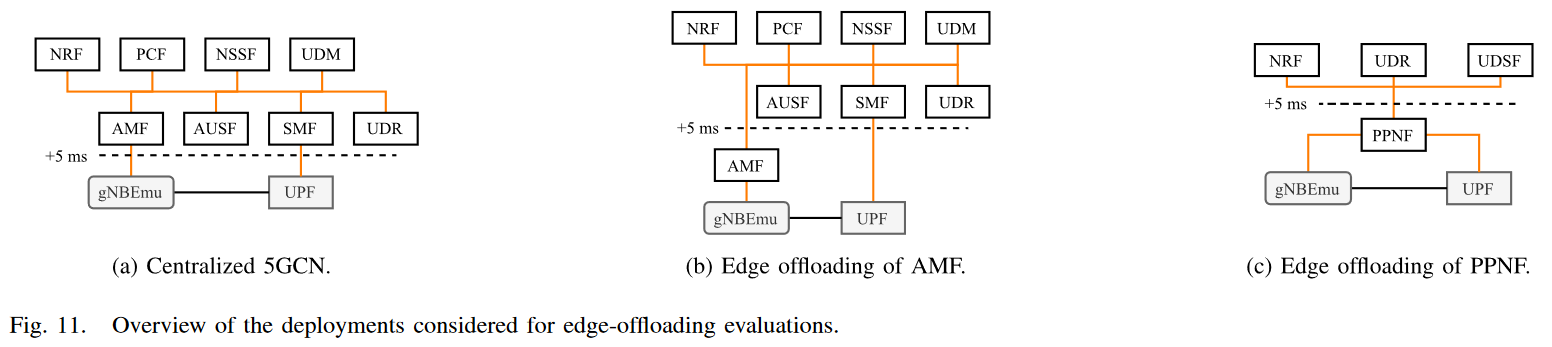 NRF PCF NSSF UDM
AMF AUSF SMF UDR
+5 ms
gNBEmu UPF
(a) Centralized 5GCN.
NRF PCF NSSF UDM
AUSF SMF UDR
+5 ms
AMF
gNBEmu UPF
(b) Edge offloading of AMF.
NRF UDR UDSF
+5 ms
PPNF
gNBEmu UPF
(c) Edge offloading of PPNF.
Fig. 11. Overview of the deployments considered for edge-offloading evaluations.